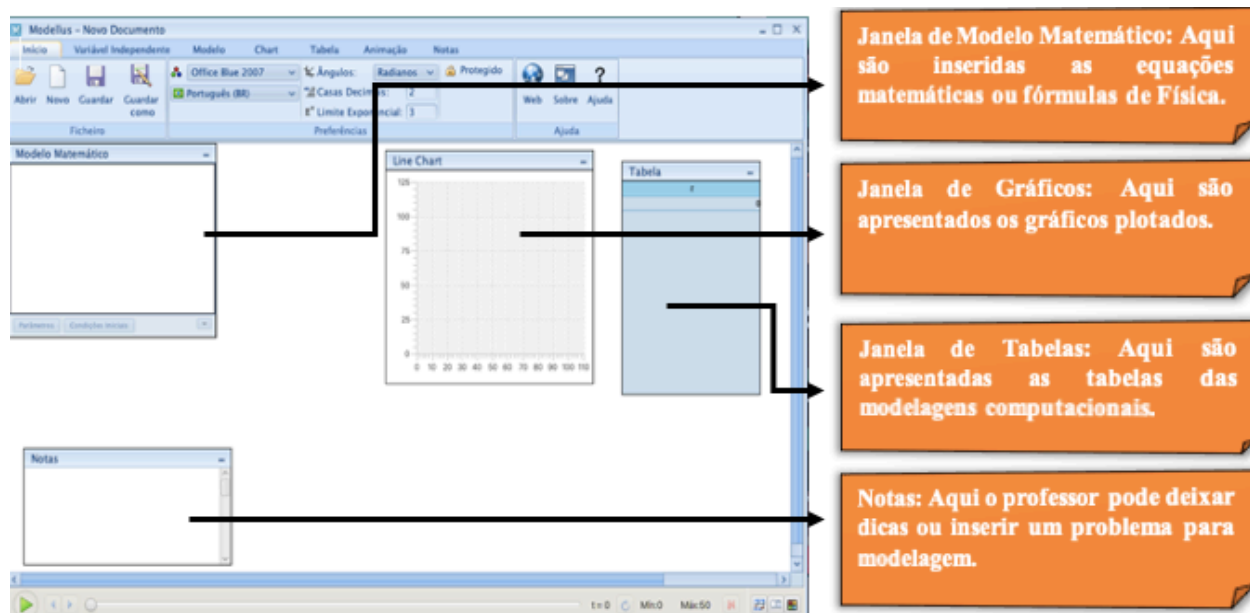 Modellus - Novo Documento
Início Variável Independente Modelo Chart Tabela Animação Notas
Office Blue 2007 Ângulos: Radianos Protegido
Português (BR) Casas Decimais: 2
Abrir Novo Guardar Guardar como Limite Exponencial: 3 Web Sobre Ajuda
Ficheiro Preferências Ajuda
Modelo Matemático
Parâmetros Condições Iniciais
Line Chart
125
100
75
50
25
0
0 10 20 30 40 50 60 70 80 90 100 110
Tabela
t
0
Notas
t = 0 Mín:0 Máx:50
Janela de Modelo Matemático: Aqui
são inseridas as equações
matemáticas ou fórmulas de Física.
Janela de Gráficos: Aqui são
apresentados os gráficos plotados.
Janela de Tabelas: Aqui são
apresentadas as tabelas das
modelagens computacionais.
Notas: Aqui o professor pode deixar
dicas ou inserir um problema para
modelagem.